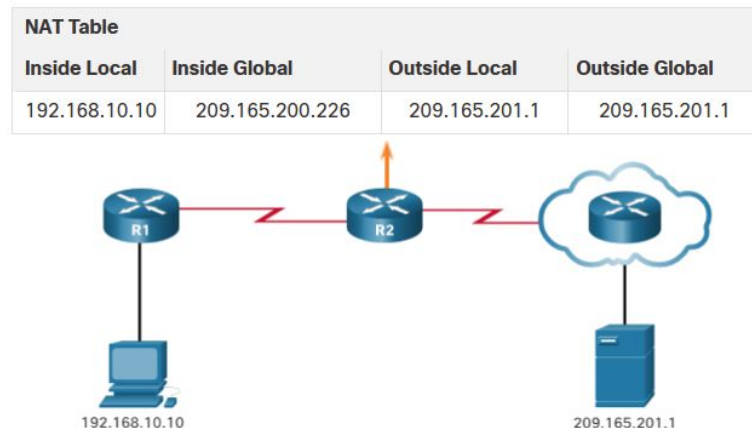 NAT Table
Inside Local Inside Global Outside Local Outside Global
192.168.10.10 209.165.200.226 209.165.201.1 209.165.201.1
R1 R2
192.168.10.10 209.165.201.1